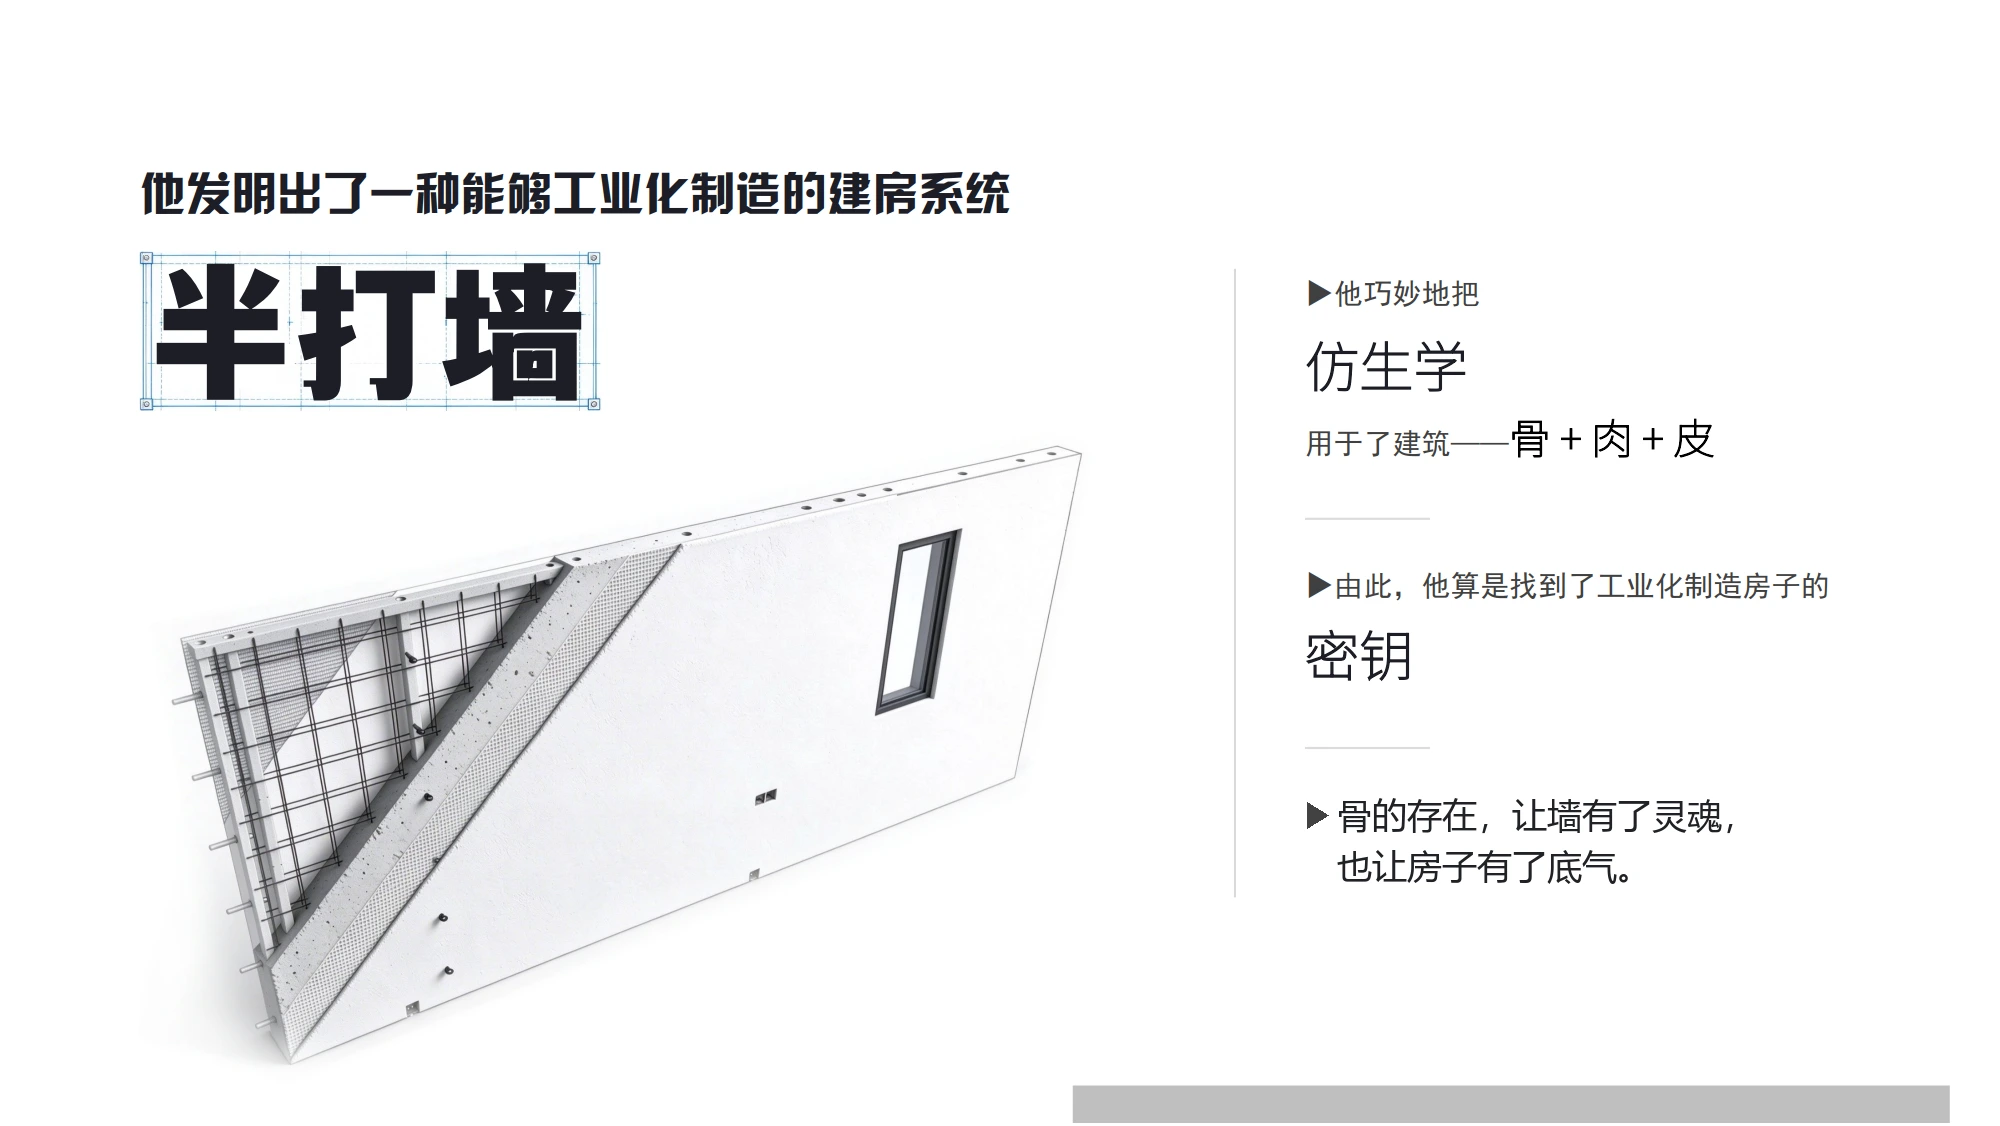 他发明出了一种能够工业化制造的建房系统
半打墙
▶他巧妙地把
仿生学
用于了建筑——骨+肉+皮
▶由此，他算是找到了工业化制造房子的
密钥
▶骨的存在，让墙有了灵魂，
也让房子有了底气。